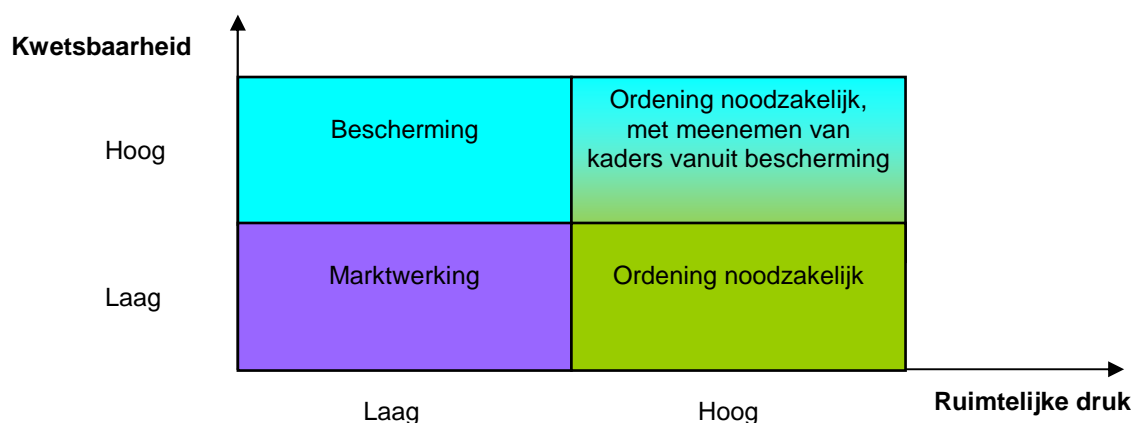 Kwetsbaarheid
Hoog
Bescherming
Ordening noodzakelijk,
met meenemen van
kaders vanuit bescherming
Laag
Marktwerking
Ordening noodzakelijk
Laag
Hoog
Ruimtelijke druk